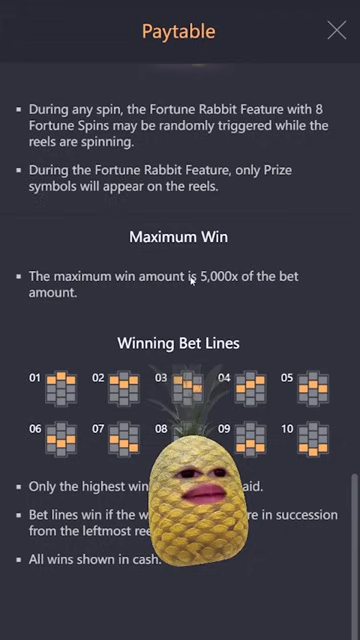 Paytable
During any spin, the Fortune Rabbit Feature with 8
Fortune Spins may be randomly triggered while the
reels are spinning.
During the Fortune Rabbit Feature, only Prize
symbols will appear on the reels.
Maximum Win
The maximum win amount is 5,000x of the bet
amount.
Winning Bet Lines
01 02 03 04 05
06 07 08 09 10
Only the highest win aid.
Bet lines win if the w re in succession
from the leftmost
All wins shown in cash.